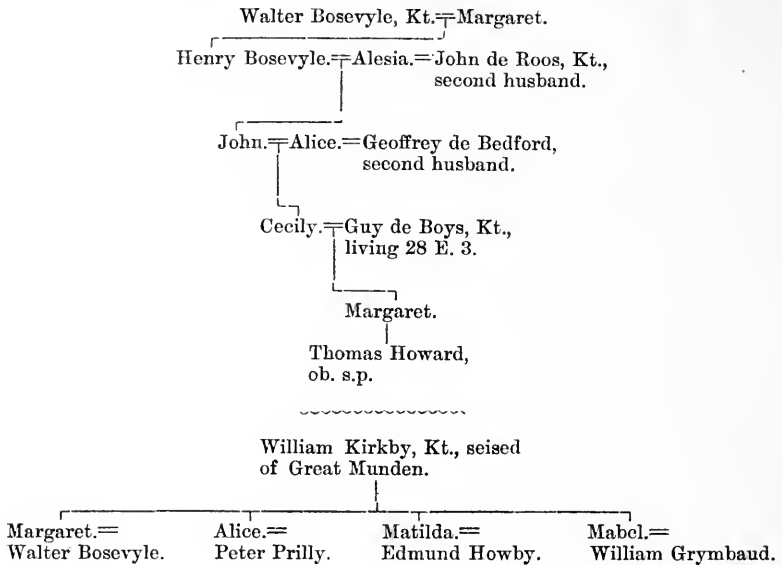 Walter Bosevyle, Kt.=Margaret.
Henry Bosevyle.=Alesia.=John de Roos, Kt.,
second husband.
John.=Alice.=Geoffrey de Bedford,
second husband.
Cecily.=Guy de Boys, Kt.,
living 28 E. 3.
Margaret.
Thomas Howard,
ob. s.p.
William Kirkby, Kt., seised
of Great Munden.
Margaret.= Alice.= Matilda.= Mabel.=
Walter Bosevyle. Peter Prilly. Edmund Howby. William Grymbaud.